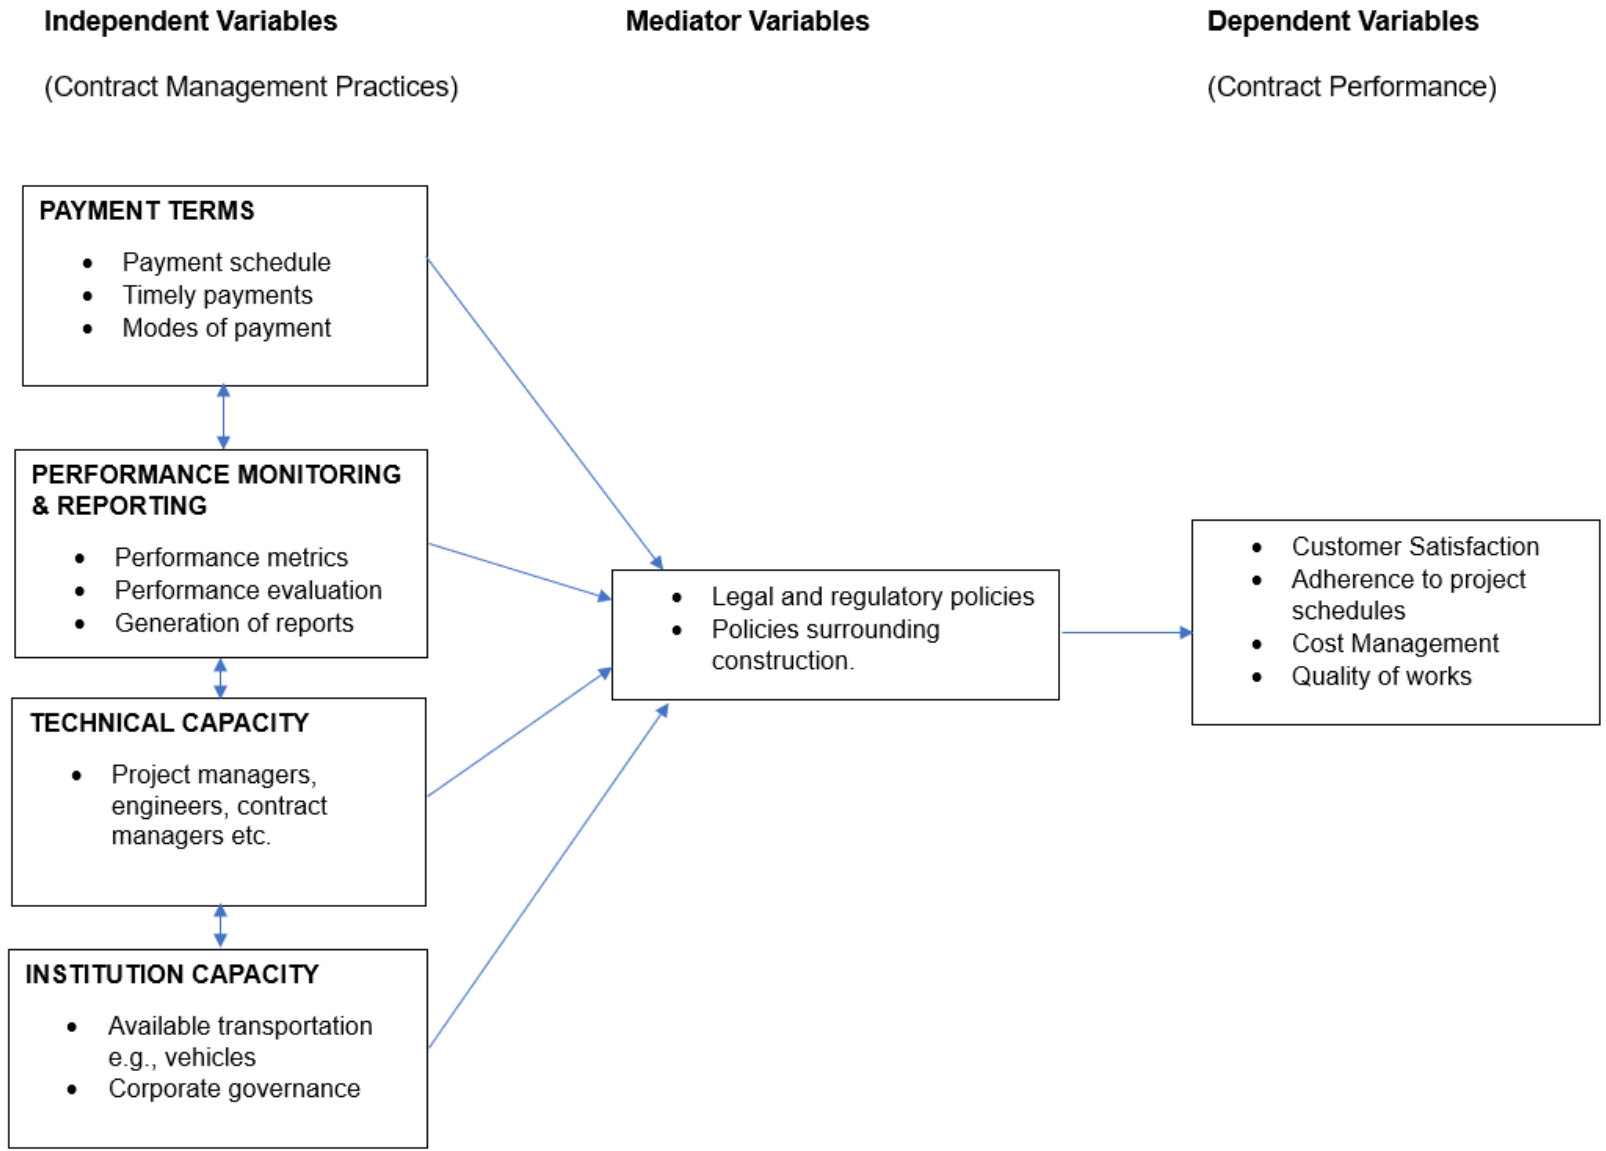 Independent Variables
Mediator Variables
Dependent Variables
(Contract Management Practices)
(Contract Performance)
PAYMENT TERMS
• Payment schedule
• Timely payments
• Modes of payment
PERFORMANCE MONITORING
& REPORTING
• Performance metrics
• Performance evaluation
• Generation of reports
TECHNICAL CAPACITY
• Project managers,
engineers, contract
managers etc.
INSTITUTION CAPACITY
• Available transportation
e.g., vehicles
• Corporate governance
• Legal and regulatory policies
• Policies surrounding
construction.
• Customer Satisfaction
• Adherence to project
schedules
• Cost Management
• Quality of works